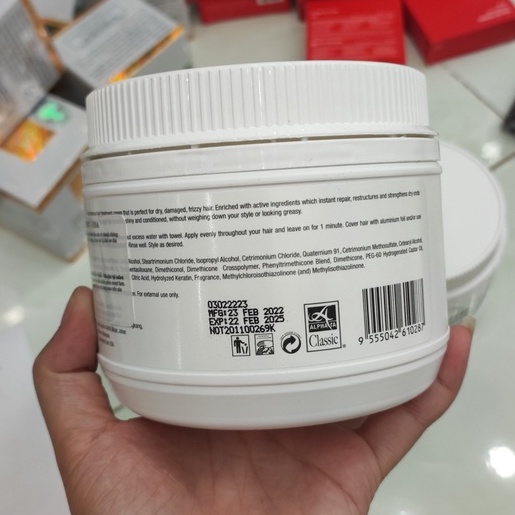 treatment cream that is perfect for dry, damaged, frizzy hair. Enriched with active ingredients which instant repair, restructures and strengthens dry ends
shiny and conditioned, without weighing down your style or looking greasy.
out excess water with towel. Apply evenly throughout your hair and leave on for 1 minute. Cover hair with aluminium foil and/or use
Rinse well. Style as desired.
Alcohol, Steartrimonium Chloride, Isopropyl Alcohol, Cetrimonium Chloride, Quaternium 91, Cetrimonium Methosulfate, Cetearyl Alcohol,
Dimethiconol, Dimethicone Crosspolymer, Phenyltrimethicone Blend, Dimethicone, PEG-60 Hydrogenated Castor Oil,
Citric Acid, Hydrolyzed Keratin, Fragrance, Methylchloroisothiazolinone (and) Methylisothiazolinone.
For external use only.
03022223
MFG:23 FEB 2022
EXP:22 FEB 2025
NOT201100269K
ALPHA'TA
Classic
9 555042 610287